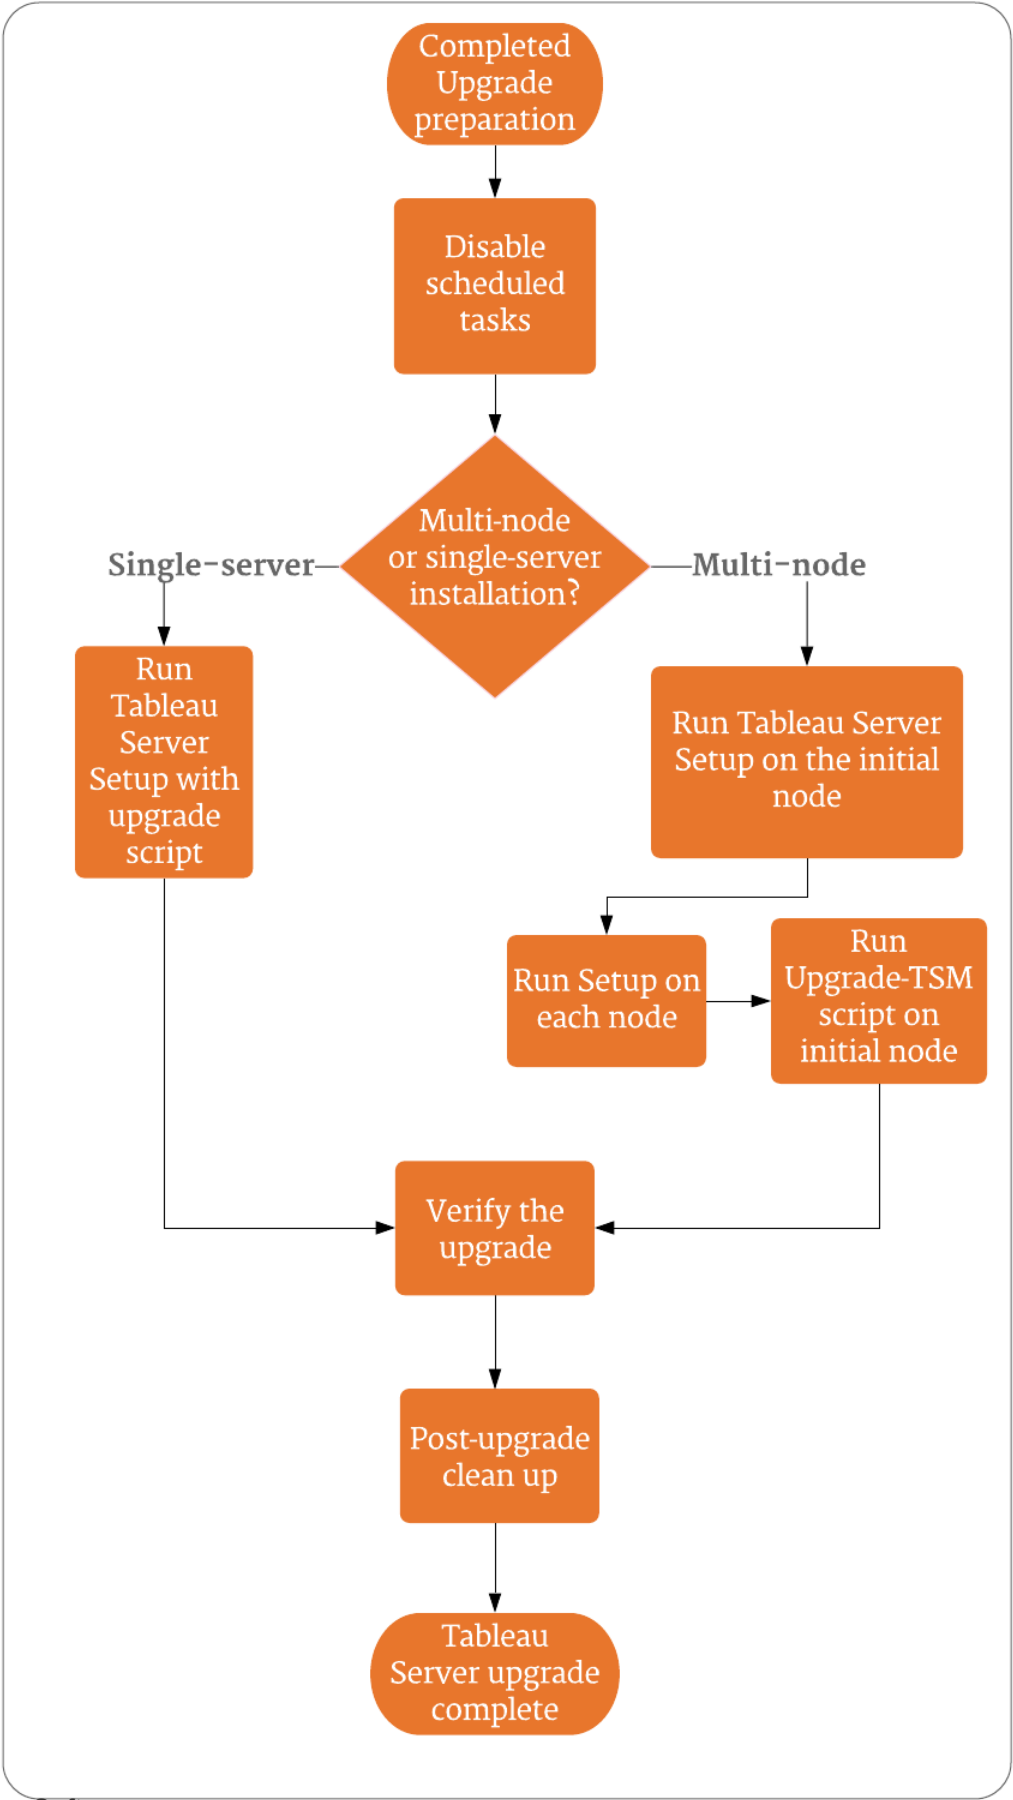 Completed
Upgrade
preparation
Disable
scheduled
tasks
Multi-node
or single-server
installation?
Single-server
Multi-node
Run
Tableau
Server
Setup with
upgrade
script
Run Tableau Server
Setup on the initial
node
Run Setup on
each node
Run
Upgrade-TSM
script on
initial node
Verify the
upgrade
Post-upgrade
clean up
Tableau
Server upgrade
complete